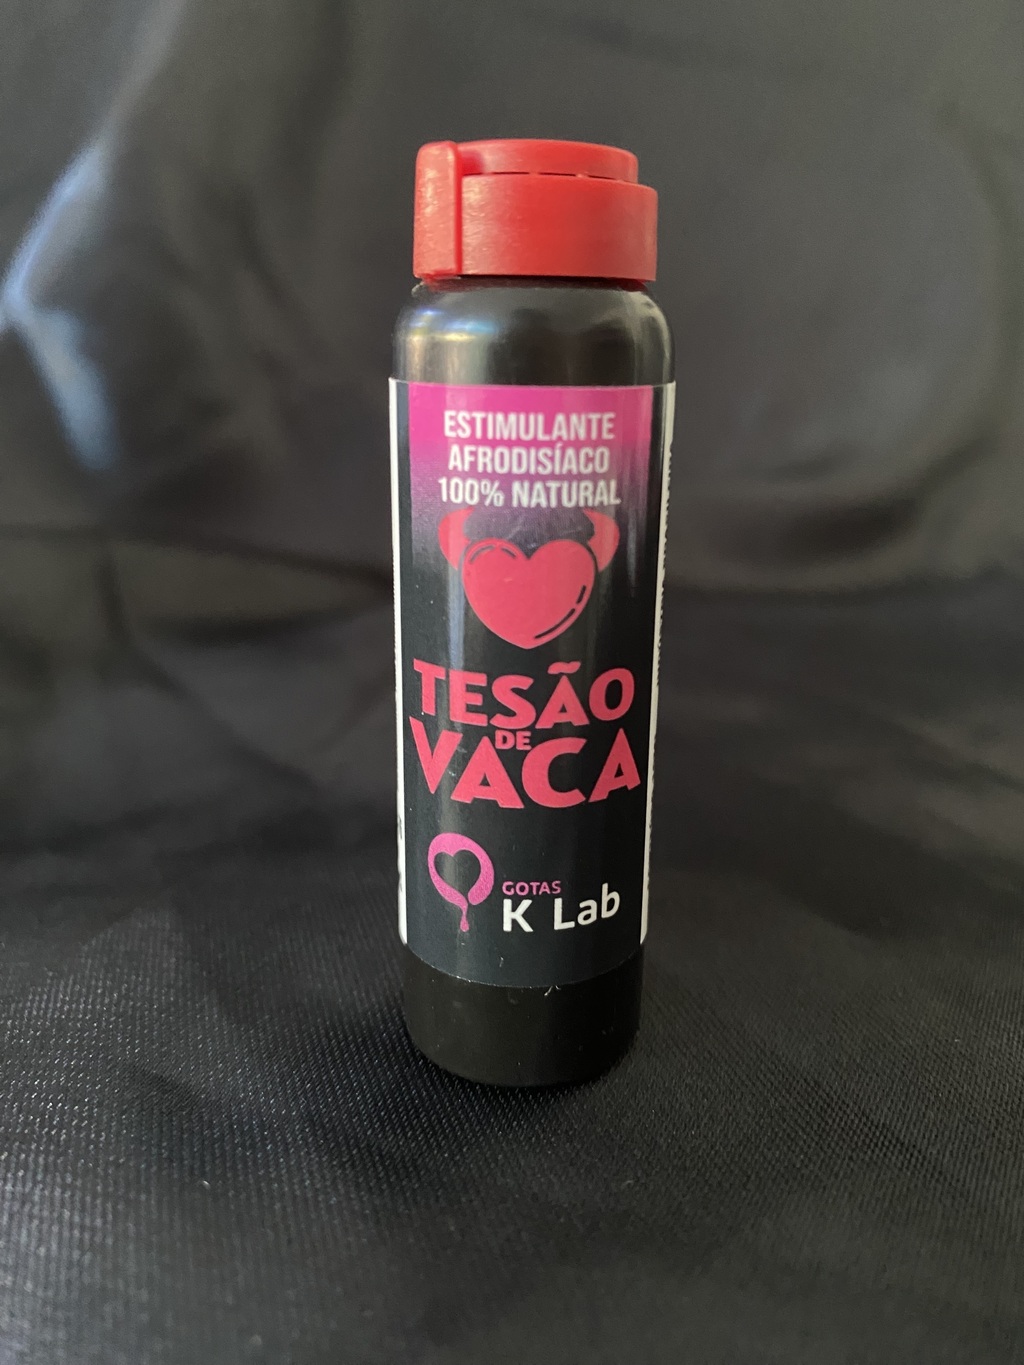 ESTIMULANTE
AFRODISÍACO
100% NATURAL
TESÃO
DE
VACA
GOTAS
K Lab